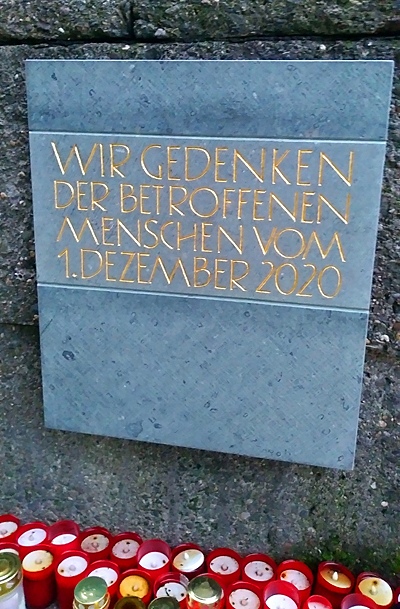 WIR GEDENKEN
DER BETROFFENEN
MENSCHEN VOM
1. DEZEMBER 2020